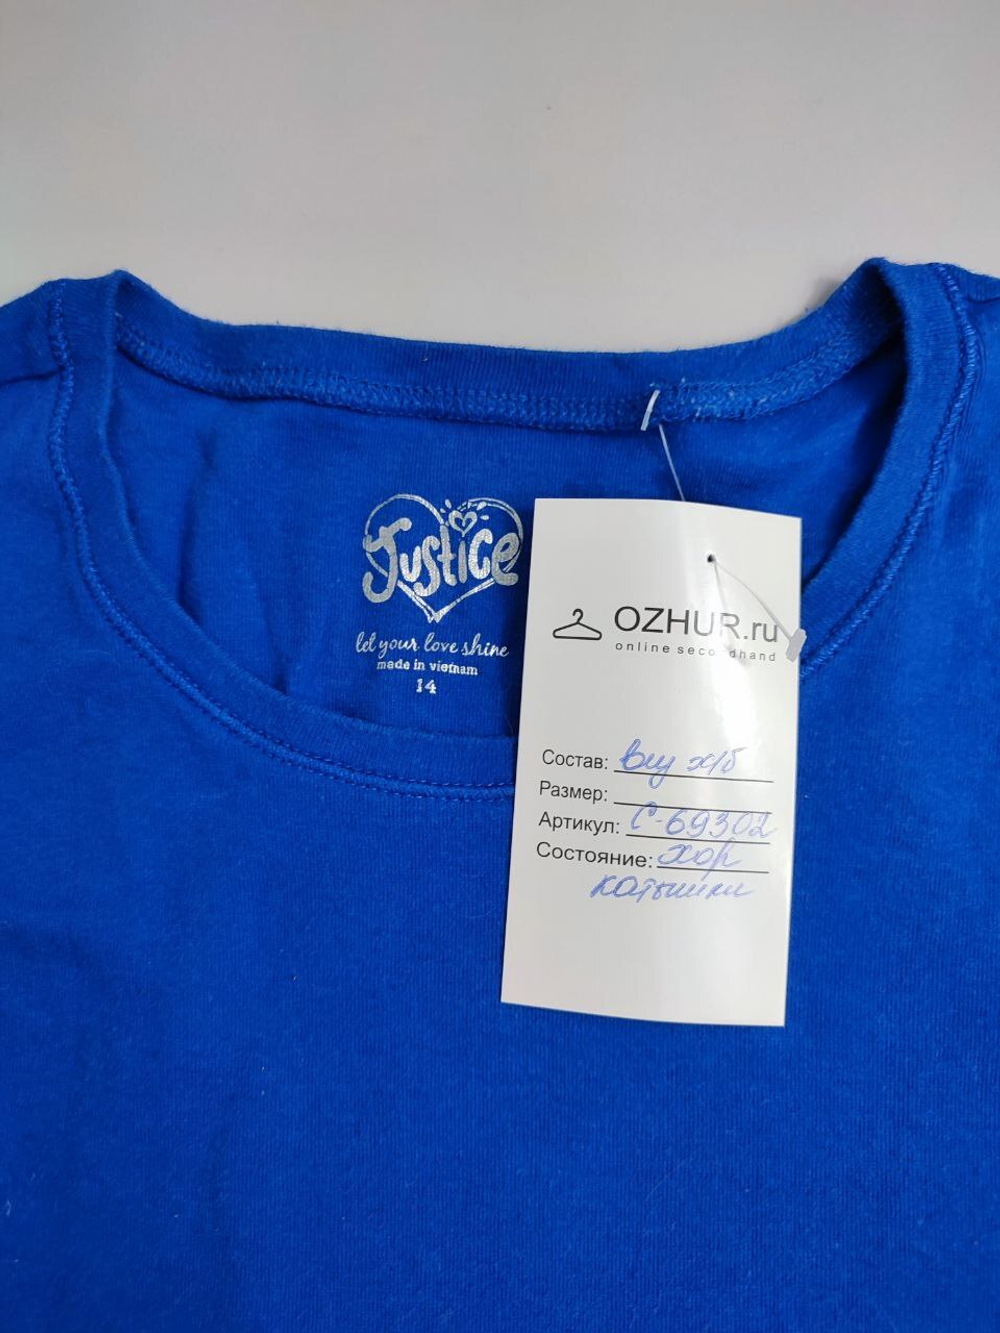 Justice
let your love shine
made in vietnam
14
OZHUR.ru
online secondhand
Состав: виз х/б
Размер:
Артикул: С-69302
Состояние: хор
катышки